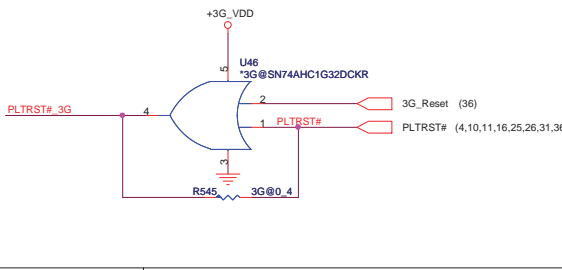 +3G_VDD
U46
*3G@SN74AHC1G32DCKR
5
2
3G_Reset (36)
PLTRST#_3G
4
1
PLTRST#
PLTRST# (4,10,11,16,25,26,31,36
3
R545
3G@0_4